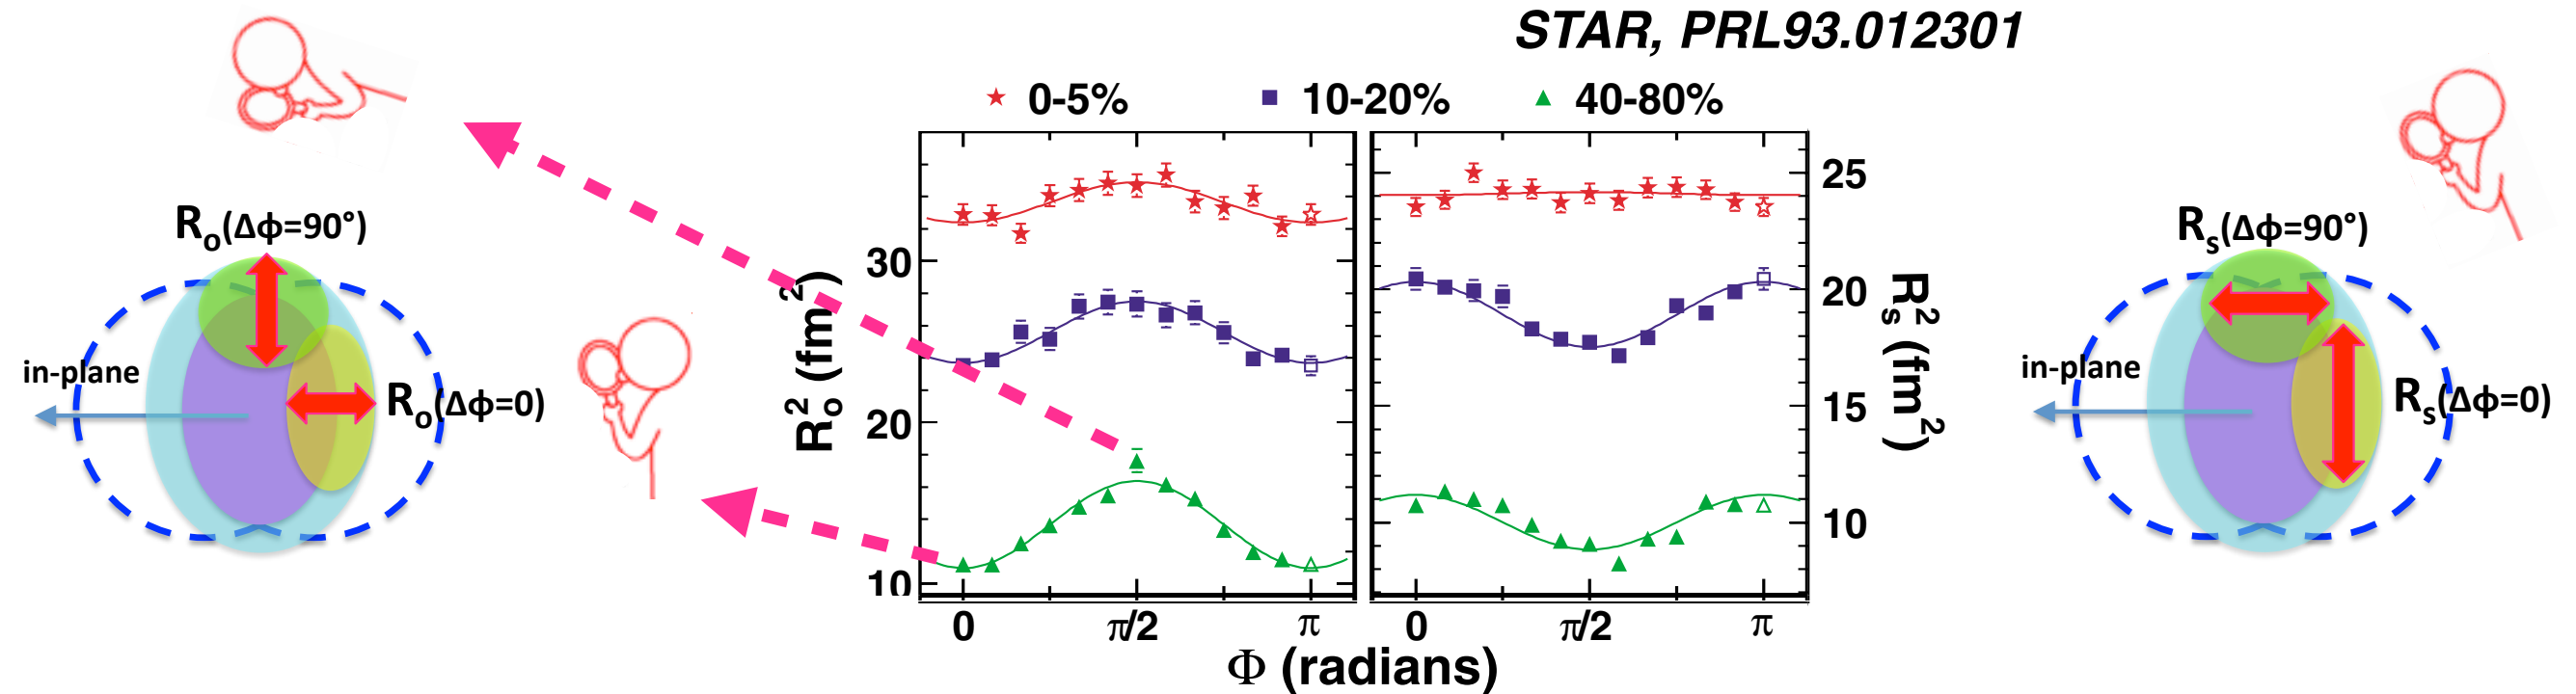 STAR, PRL93.012301
0-5% 10-20% 40-80%
Ro(Δϕ=90°)
in-plane
Ro(Δϕ=0)
Ro2 (fm2)
30
20
10
0 π/2 π
25
20
15
10
0 π/2 π
Rs2 (fm2)
Φ (radians)
Rs(Δϕ=90°)
in-plane
Rs(Δϕ=0)